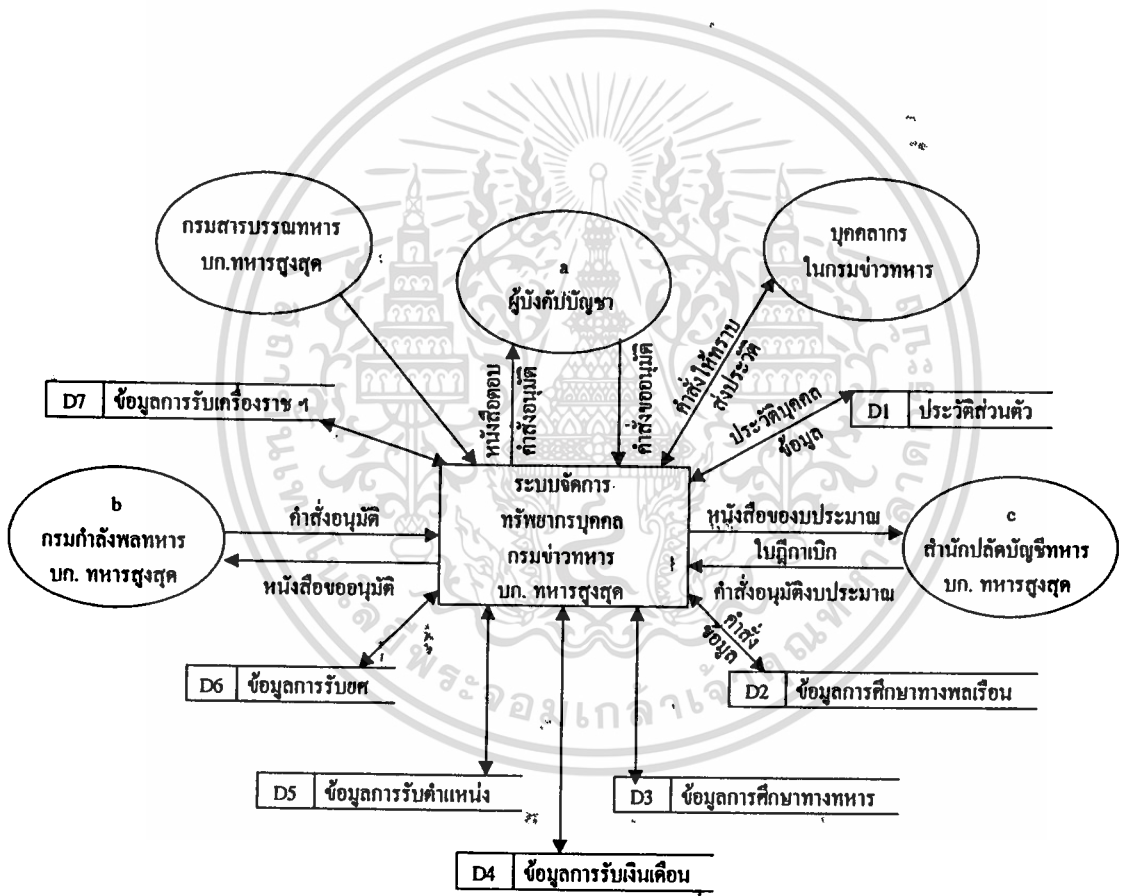 กรมสารบรรณทหาร
บก.ทหารสูงสุด
a
ผู้บังคับบัญชา
บุคคลากร
ในกรมข่าวทหาร
หนังสือตอบ
คำสั่งอนุมัติ
คำสั่งขออนุมัติ
คำสั่งให้ทราบ
ส่งประวัติ
D7 ข้อมูลการรับเครื่องราช ฯ
ประวัติบุคคล
ข้อมูล
D1 ประวัติส่วนตัว
b
กรมกำลังพลทหาร
บก. ทหารสูงสุด
คำสั่งอนุมัติ
หนังสือขออนุมัติ
ระบบจัดการ
ทรัพยากรบุคคล
กรมข่าวทหาร
บก. ทหารสูงสุด
หนังสือของบประมาณ
ใบฎีกาเบิก
คำสั่งอนุมัติงบประมาณ
c
สำนักปลัดบัญชีทหาร
บก. ทหารสูงสุด
คำสั่ง
ข้อมูล
D6 ข้อมูลการรับยศ
D2 ข้อมูลการศึกษาทางพลเรือน
D5 ข้อมูลการรับตำแหน่ง
D3 ข้อมูลการศึกษาทางทหาร
D4 ข้อมูลการรับเงินเดือน